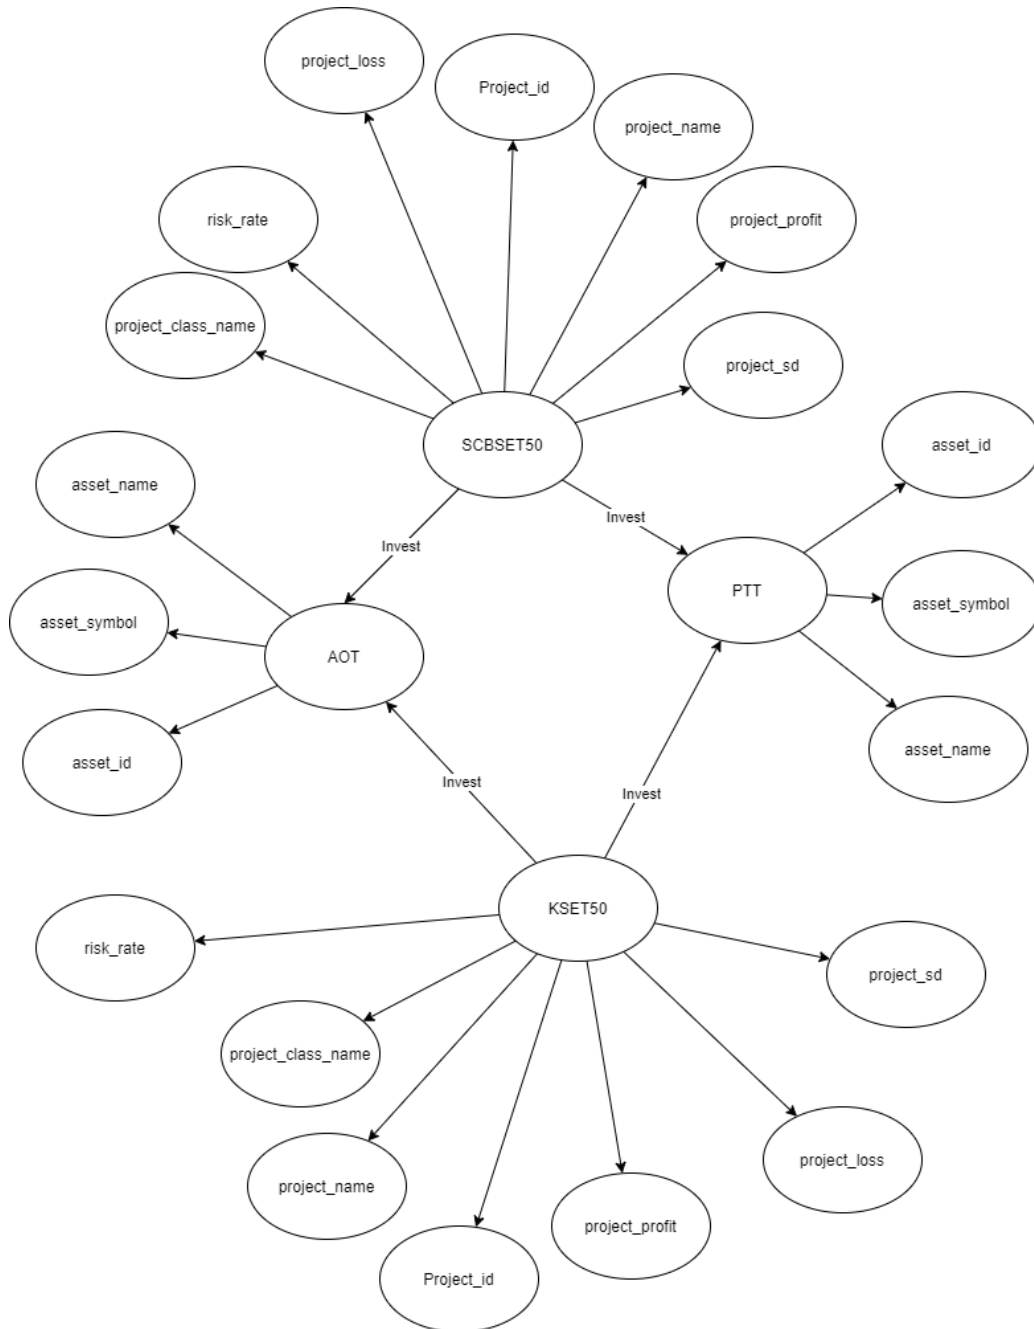 project_loss
Project_id
project_name
risk_rate
project_profit
project_class_name
project_sd
SCBSET50
asset_id
asset_name
Invest
Invest
PTT
asset_symbol
asset_symbol
AOT
asset_name
asset_id
Invest
Invest
KSET50
risk_rate
project_sd
project_class_name
project_loss
project_name
project_profit
Project_id